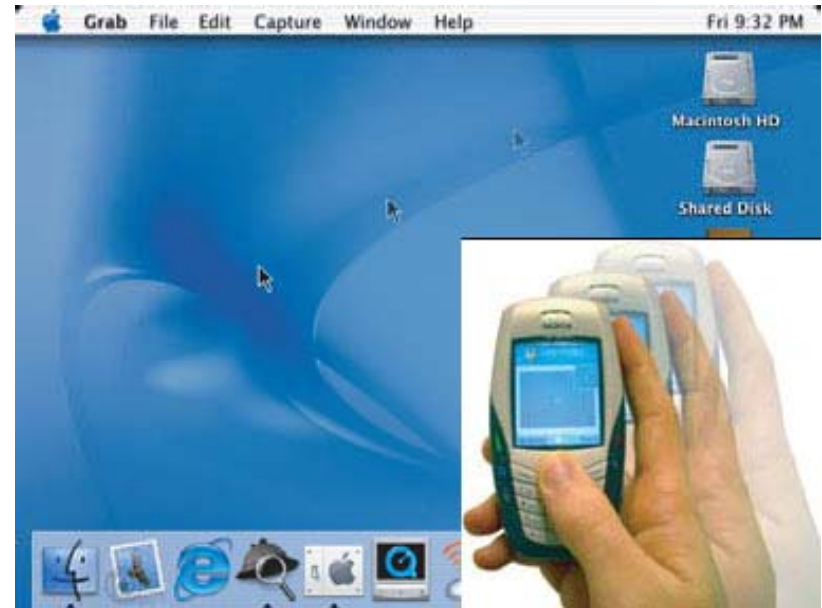 Grab File Edit Capture Window Help Fri 9:32 PM
Macintosh HD
Shared Disk
NOKIA